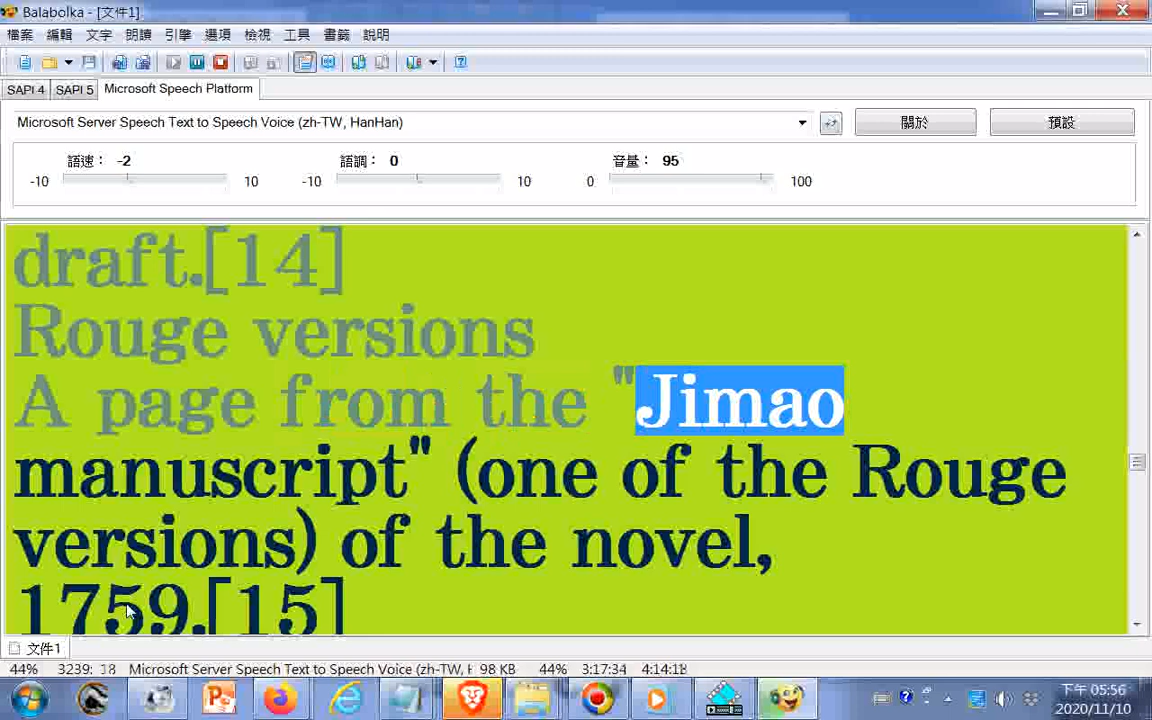 Balabolka - [文件1]
檔案 編輯 文字 朗讀 引擎 選項 檢視 工具 書籤 說明
SAPI 4 SAPI 5 Microsoft Speech Platform
Microsoft Server Speech Text to Speech Voice (zh-TW, HanHan) 關於 預設
語速： -2 語調： 0 音量： 95
-10 10 -10 10 0 100
draft.[14]
Rouge versions
A page from the "Jimao
manuscript" (one of the Rouge
versions) of the novel,
1759.[15]
文件1
44% 3239: 18 Microsoft Server Speech Text to Speech Voice (zh-TW, H 98 KB 44% 3:17:34 4:14:18
下午 05:56
2020/11/10